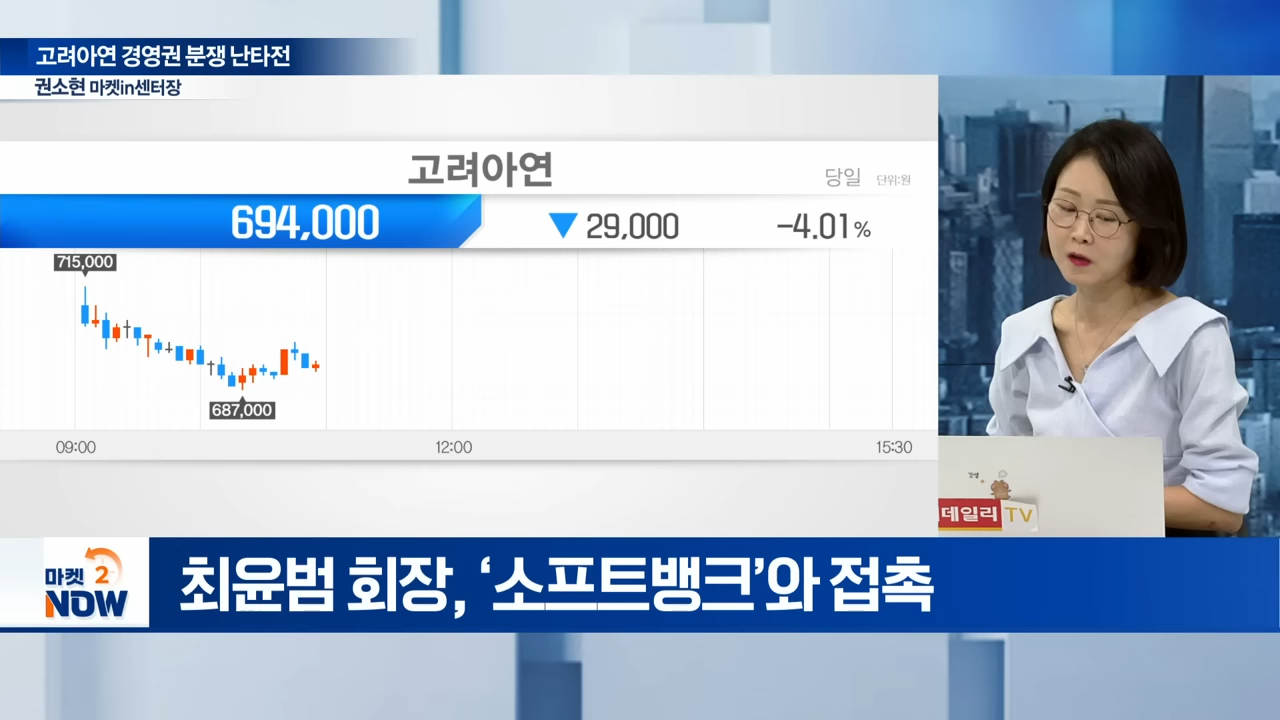 고려아연 경영권 분쟁 난타전
권소현 마켓in센터장
고려아연
당일 단위:원
694,000 ▼ 29,000 -4.01%
715,000
687,000
09:00 12:00 15:30
데일리 TV
마켓 2
NOW
최윤범 회장, ‘소프트뱅크’와 접촉